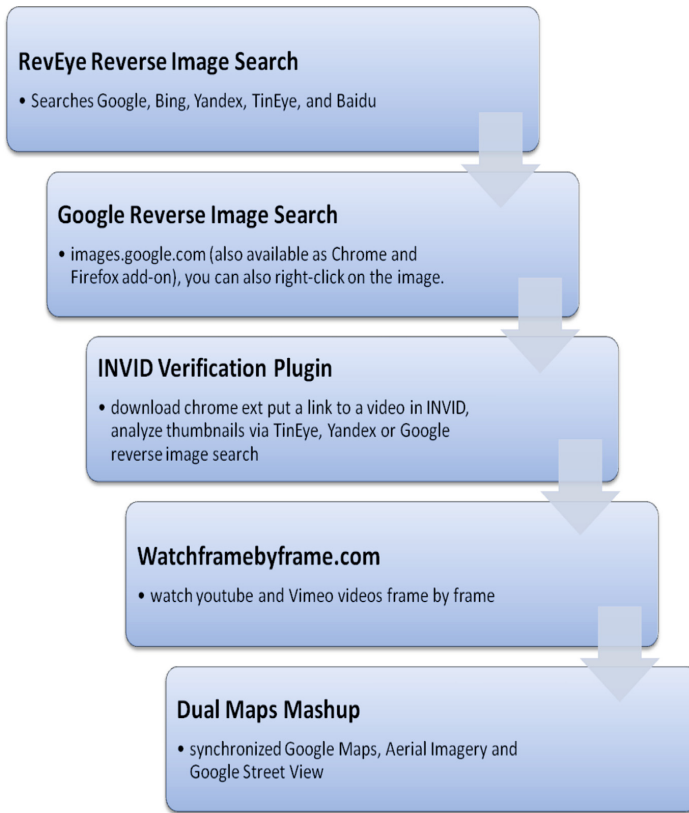 RevEye Reverse Image Search
• Searches Google, Bing, Yandex, TinEye, and Baidu
Google Reverse Image Search
• images.google.com (also available as Chrome and
Firefox add-on), you can also right-click on the image.
INVID Verification Plugin
• download chrome ext put a link to a video in INVID,
analyze thumbnails via TinEye, Yandex or Google
reverse image search
Watchframebyframe.com
• watch youtube and Vimeo videos frame by frame
Dual Maps Mashup
• synchronized Google Maps, Aerial Imagery and
Google Street View